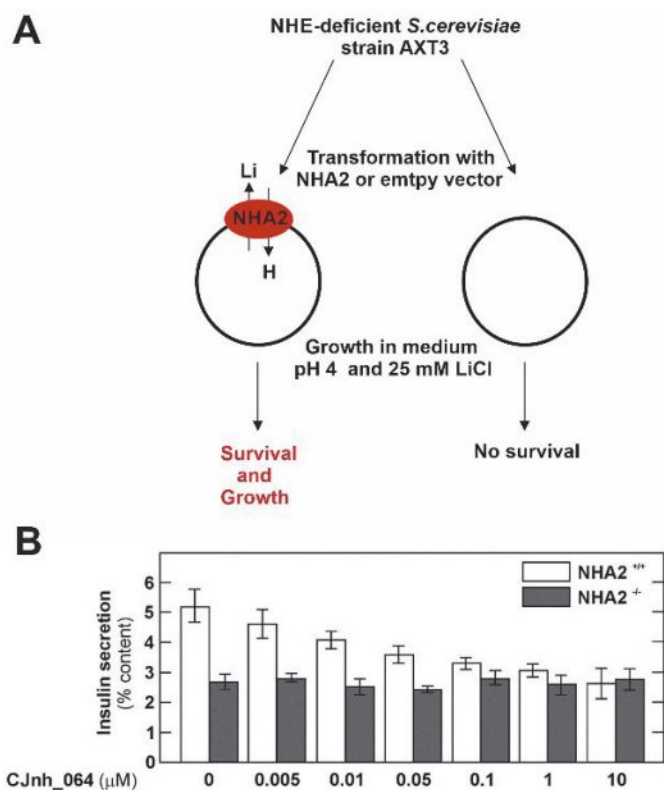 A
NHE-deficient S.cerevisiae
strain AXT3
Transformation with
NHA2 or emtpy vector
Li
NHA2
H
Growth in medium
pH 4 and 25 mM LiCl
Survival
and
Growth
No survival
B
Insulin secretion
(% content)
6
5
4
3
2
1
0
NHA2 +/+
NHA2 -/-
CJnh_064 (μM) 0 0.005 0.01 0.05 0.1 1 10